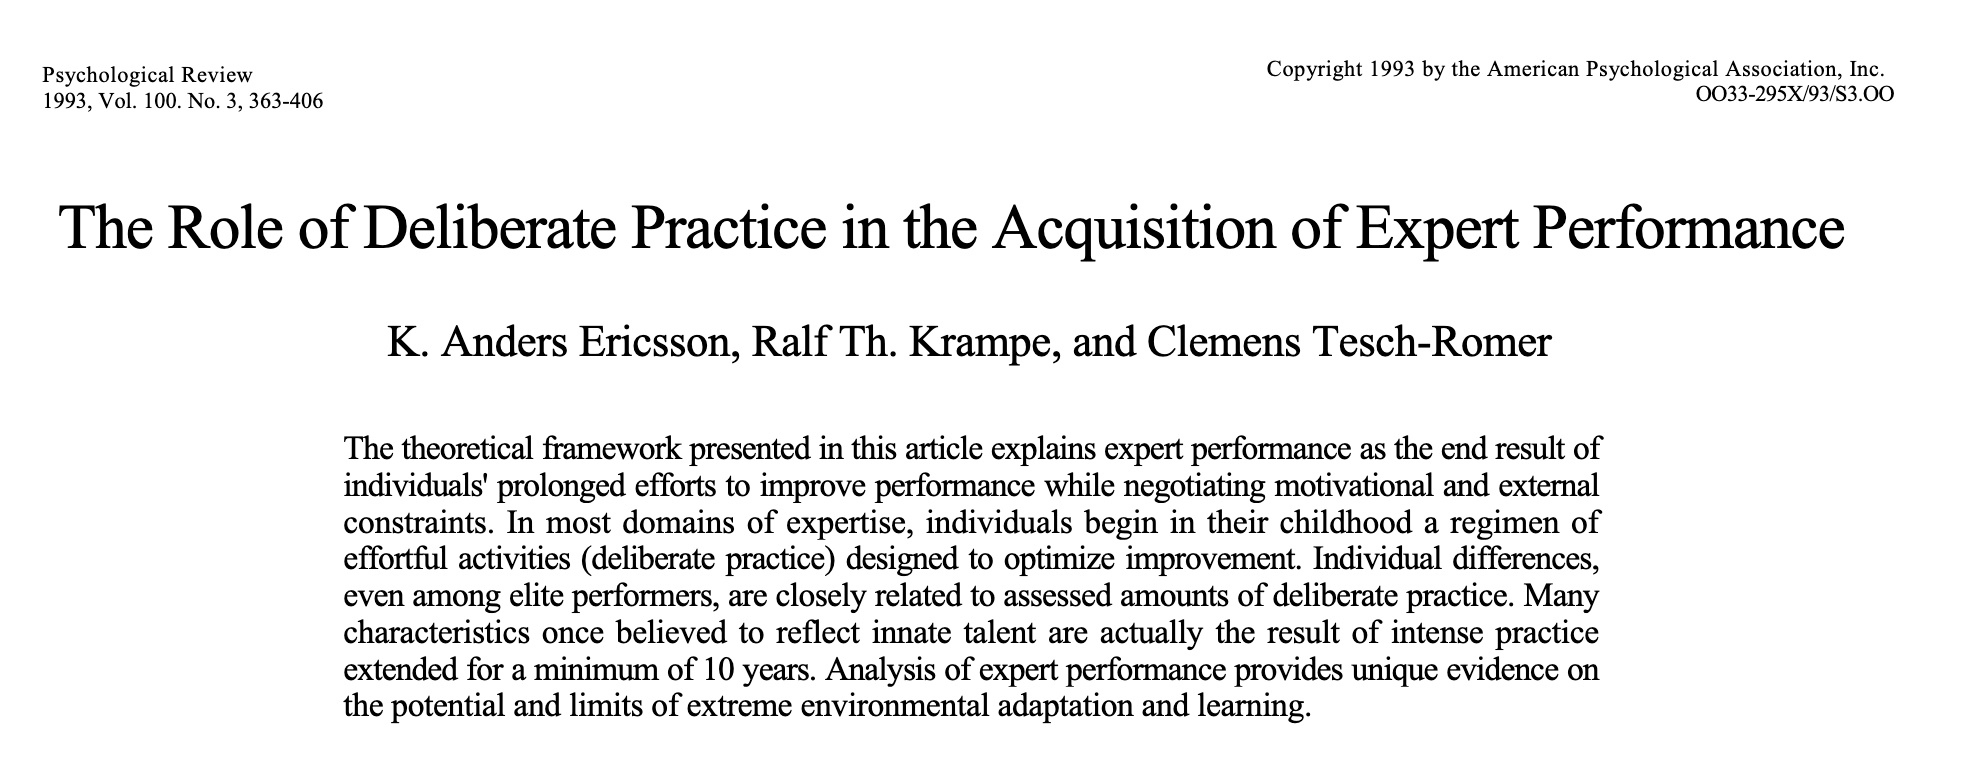 Psychological Review
1993, Vol. 100. No. 3, 363-406
Copyright 1993 by the American Psychological Association, Inc.
OO33-295X/93/S3.OO
The Role of Deliberate Practice in the Acquisition of Expert Performance
K. Anders Ericsson, Ralf Th. Krampe, and Clemens Tesch-Romer
The theoretical framework presented in this article explains expert performance as the end result of
individuals' prolonged efforts to improve performance while negotiating motivational and external
constraints. In most domains of expertise, individuals begin in their childhood a regimen of
effortful activities (deliberate practice) designed to optimize improvement. Individual differences,
even among elite performers, are closely related to assessed amounts of deliberate practice. Many
characteristics once believed to reflect innate talent are actually the result of intense practice
extended for a minimum of 10 years. Analysis of expert performance provides unique evidence on
the potential and limits of extreme environmental adaptation and learning.